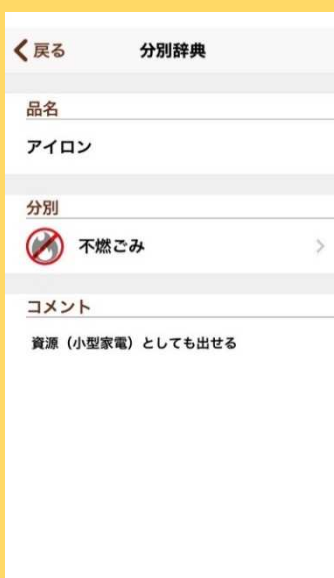 戻る 分別辞典
品名
アイロン
分別
不燃ごみ
コメント
資源（小型家電）としても出せる